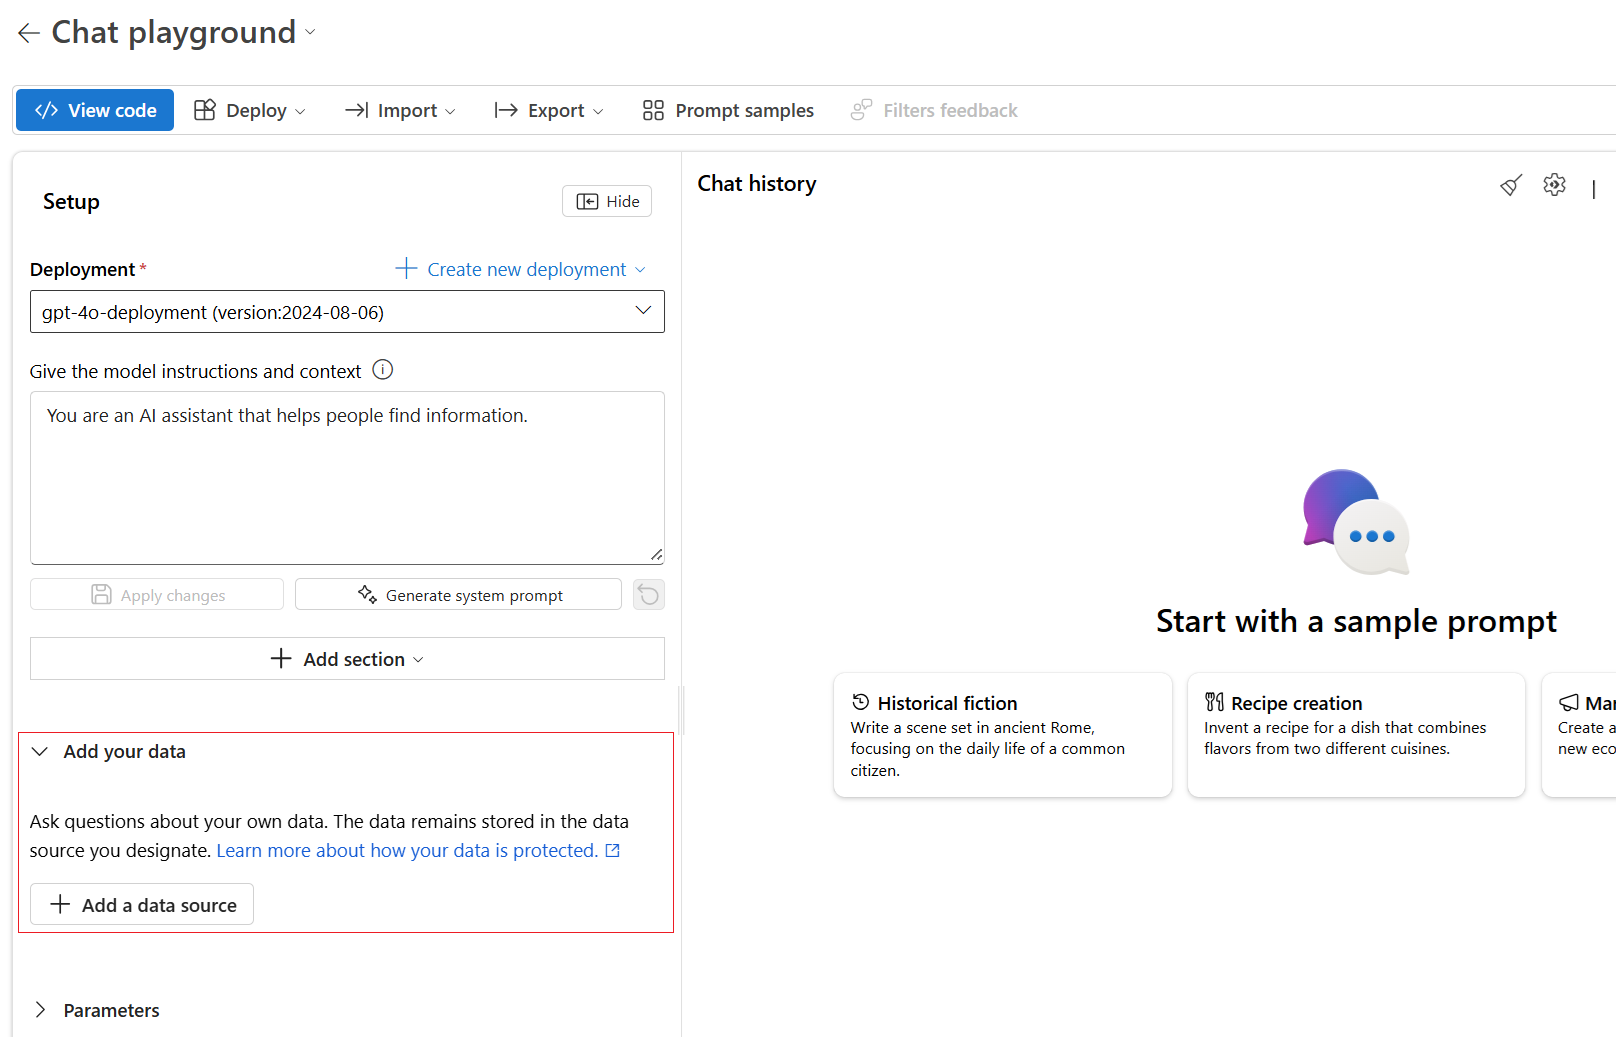 Chat playground
View code
Deploy
Import
Export
Prompt samples
Filters feedback
Setup
Hide
Deployment *
Create new deployment
gpt-4o-deployment (version:2024-08-06)
Give the model instructions and context
You are an AI assistant that helps people find information.
Apply changes
Generate system prompt
Add section
Add your data
Ask questions about your own data. The data remains stored in the data
source you designate. Learn more about how your data is protected.
Add a data source
Parameters
Chat history
Start with a sample prompt
Historical fiction
Write a scene set in ancient Rome,
focusing on the daily life of a common
citizen.
Recipe creation
Invent a recipe for a dish that combines
flavors from two different cuisines.
Create a
new